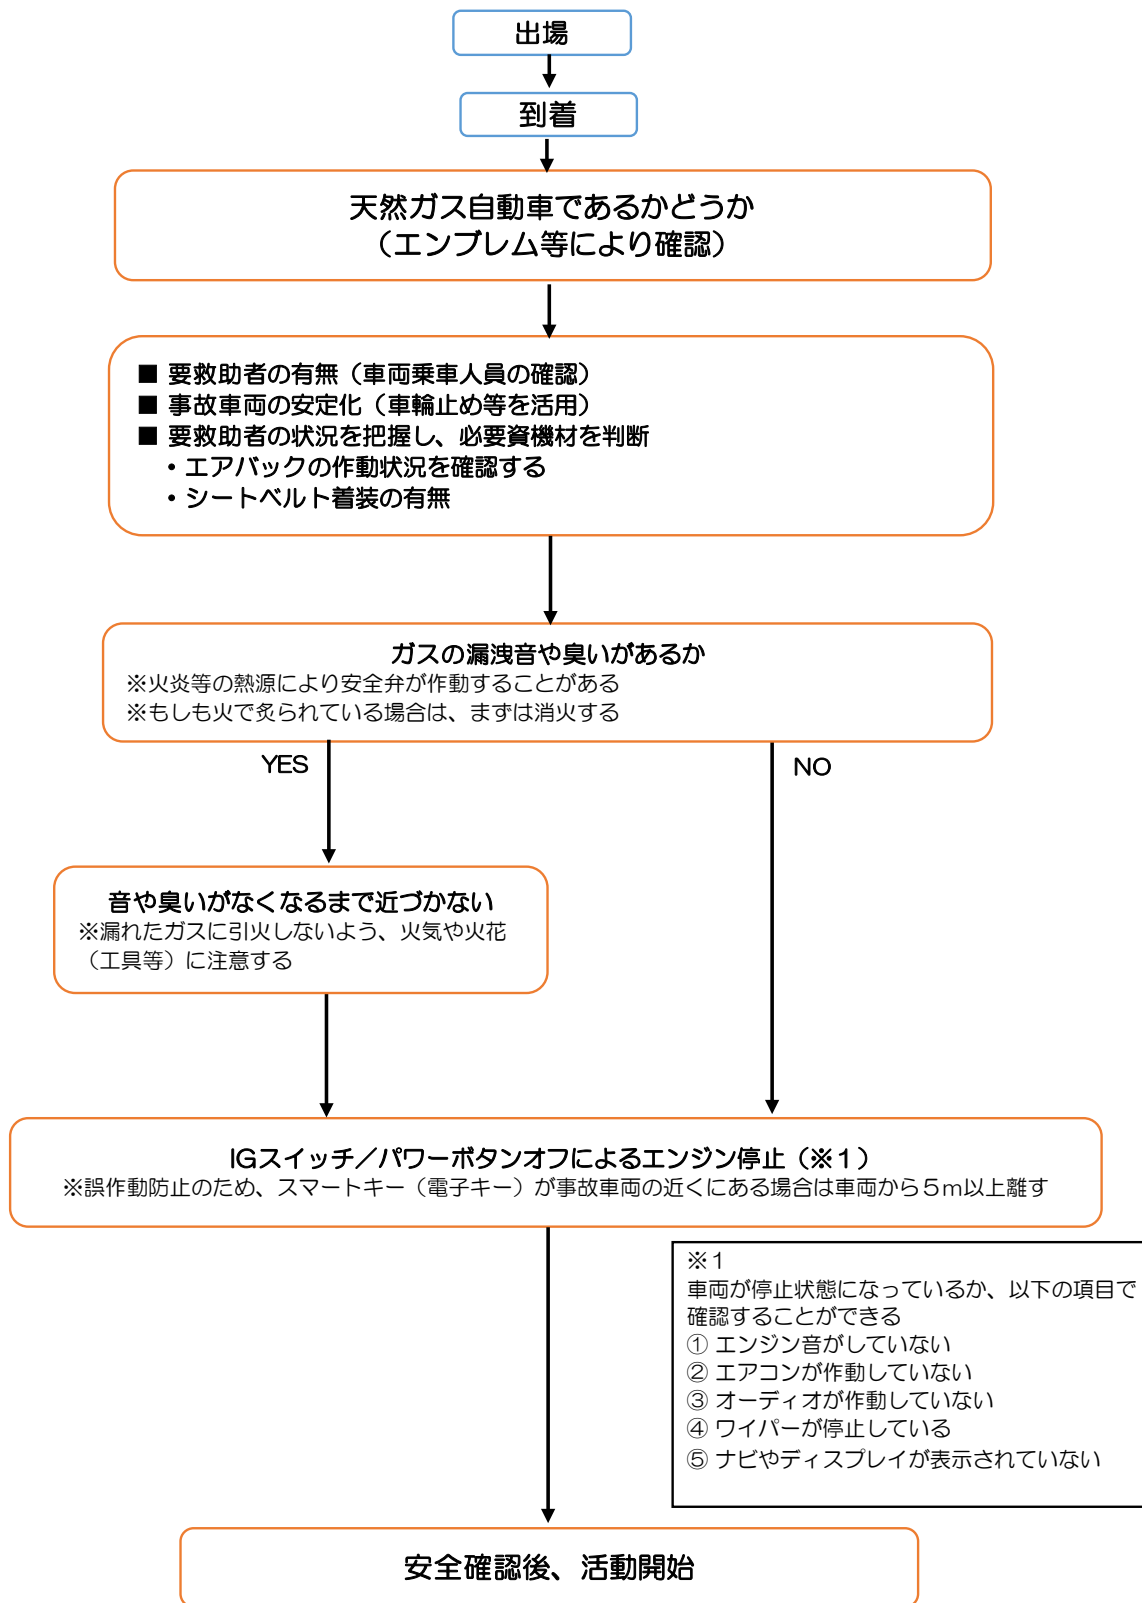 出場
到着
天然ガス自動車であるかどうか
（エンブレム等により確認）
■ 要救助者の有無（車両乗車人員の確認）
■ 事故車両の安定化（車輪止め等を活用）
■ 要救助者の状況を把握し、必要資機材を判断
・エアバックの作動状況を確認する
・シートベルト着装の有無
ガスの漏洩音や臭いがあるか
※火炎等の熱源により安全弁が作動することがある
※もしも火で炙られている場合は、まずは消火する
YES
NO
音や臭いがなくなるまで近づかない
※漏れたガスに引火しないよう、火気や火花
（工具等）に注意する
IGスイッチ／パワーボタンオフによるエンジン停止（※１）
※誤作動防止のため、スマートキー（電子キー）が事故車両の近くにある場合は車両から５ｍ以上離す
※１
車両が停止状態になっているか、以下の項目で
確認することができる
① エンジン音がしていない
② エアコンが作動していない
③ オーディオが作動していない
④ ワイパーが停止している
⑤ ナビやディスプレイが表示されていない
安全確認後、活動開始